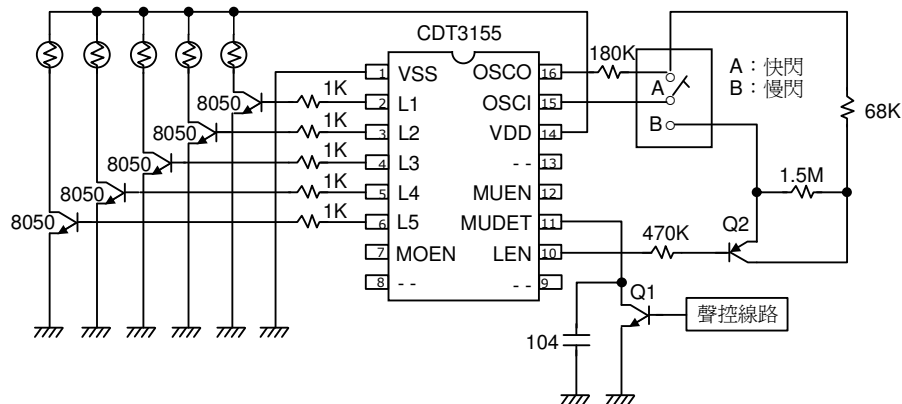 CDT3155
1 VSS OSCO 16
2 L1 OSCI 15
3 L2 VDD 14
4 L3 - - 13
5 L4 MUEN 12
6 L5 MUDET 11
7 MOEN LEN 10
8 - - - - 9
8050
8050
8050
8050
8050
1K
1K
1K
1K
1K
180K
A
B
A：快閃
B：慢閃
68K
1.5M
Q2
470K
Q1
104
聲控線路